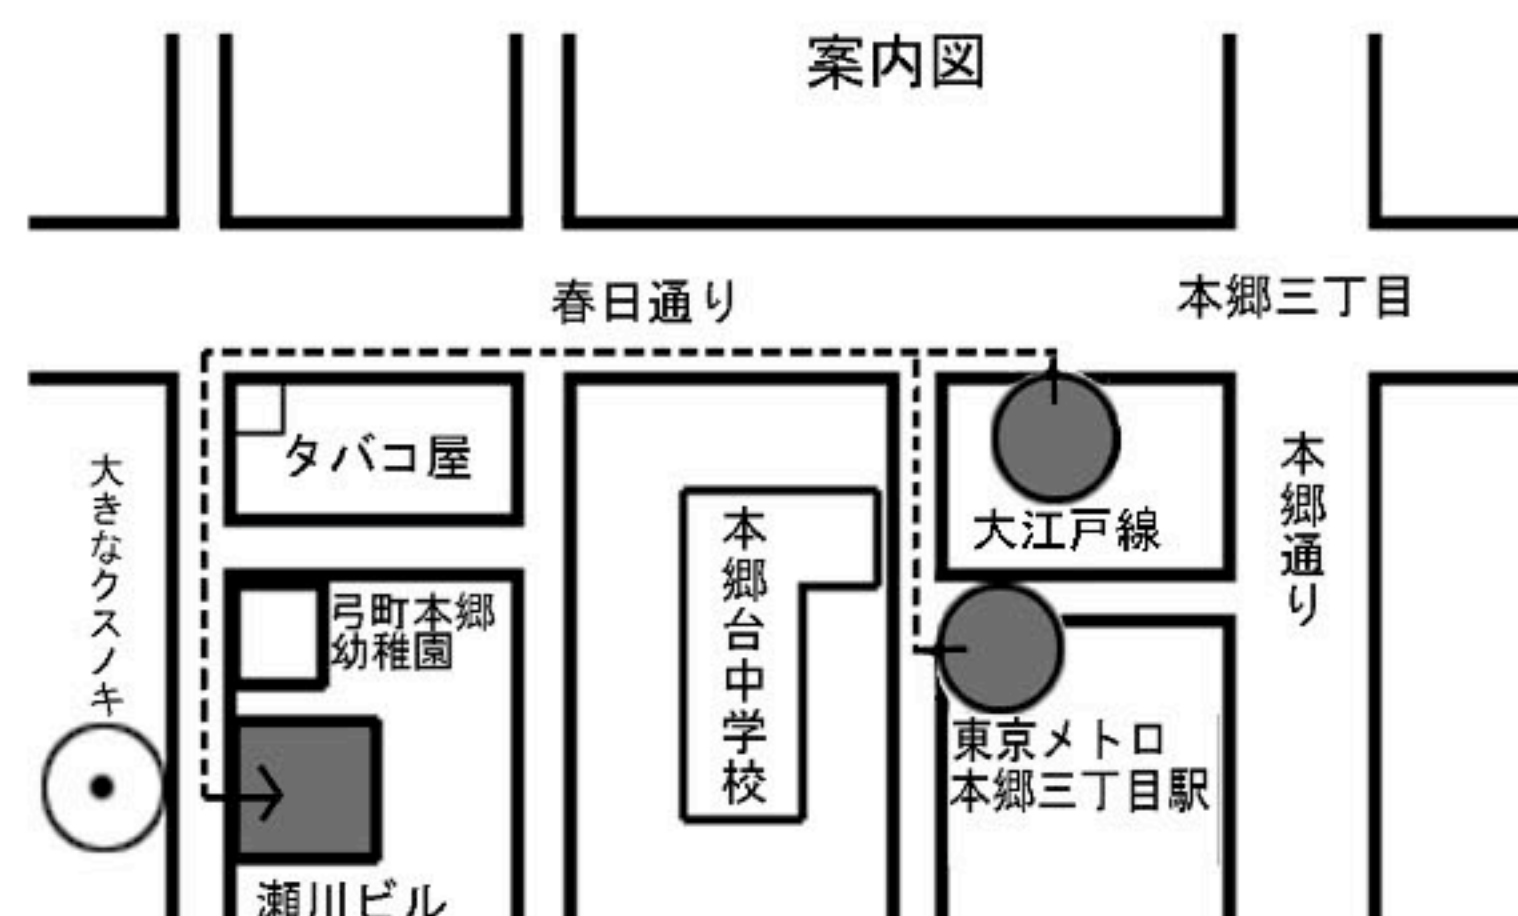 案内図
春日通り
本郷三丁目
タバコ屋
大きなクスノキ
弓町本郷
幼稚園
本郷台中学校
大江戸線
本郷通り
東京メトロ
本郷三丁目駅
瀬川ビル